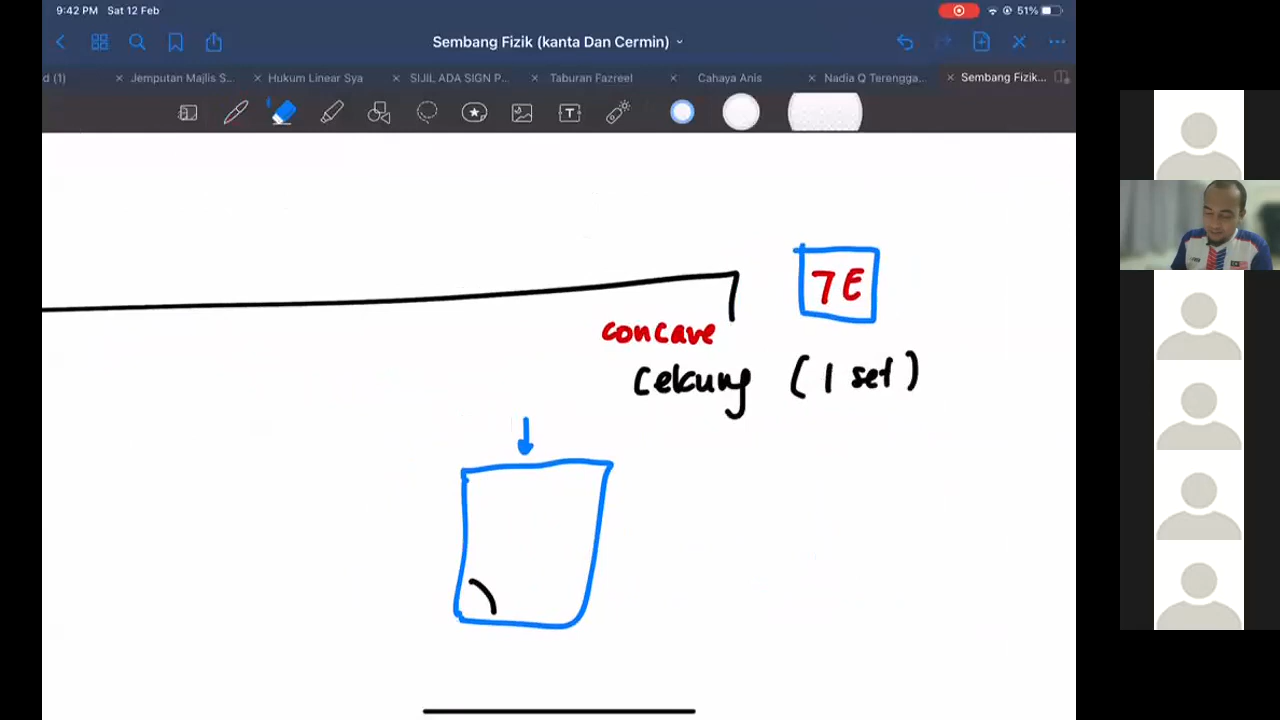 9:42 PM Sat 12 Feb
51%
Sembang Fizik (kanta Dan Cermin)
d (1)
Jemputan Majlis S...
Hukum Linear Sya
SIJIL ADA SIGN P...
Taburan Fazreel
Cahaya Anis
Nadia Q Terengga...
Sembang Fizik...
7E
concave
Cekung (1 set)